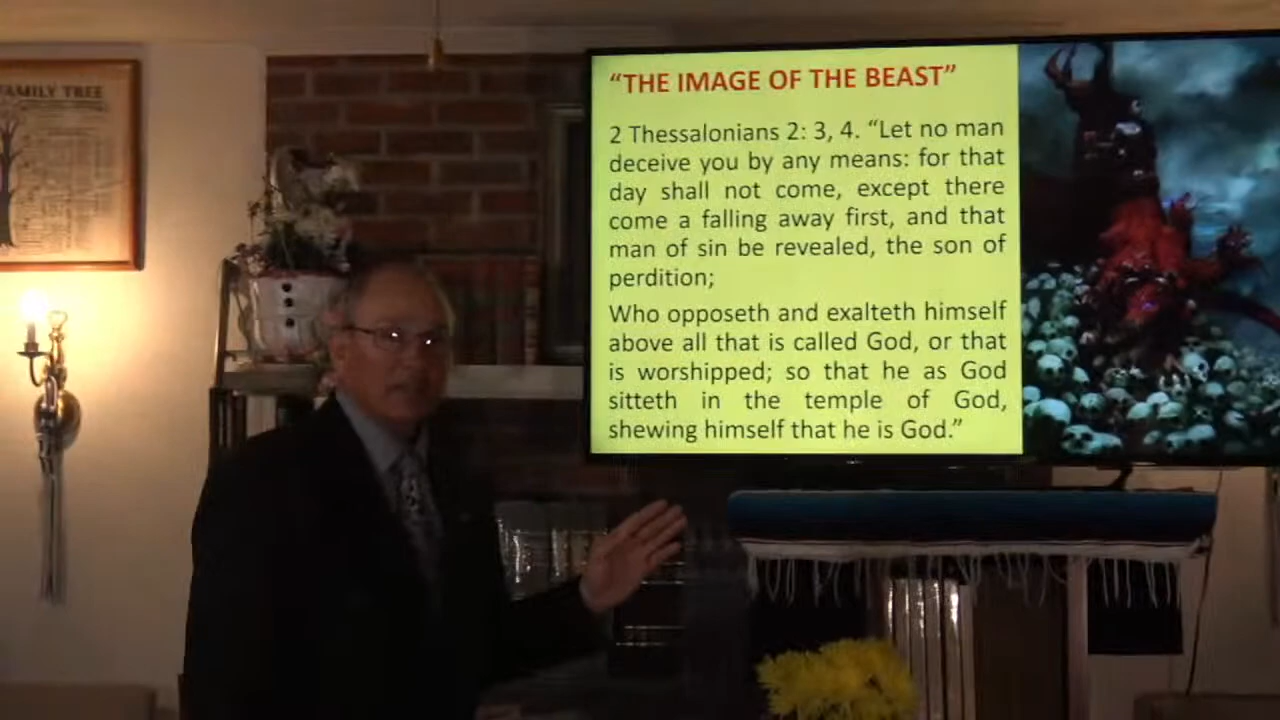 FAMILY TREE
“THE IMAGE OF THE BEAST”
2 Thessalonians 2: 3, 4. “Let no man
deceive you by any means: for that
day shall not come, except there
come a falling away first, and that
man of sin be revealed, the son of
perdition;
Who opposeth and exalteth himself
above all that is called God, or that
is worshipped; so that he as God
sitteth in the temple of God,
shewing himself that he is God.”